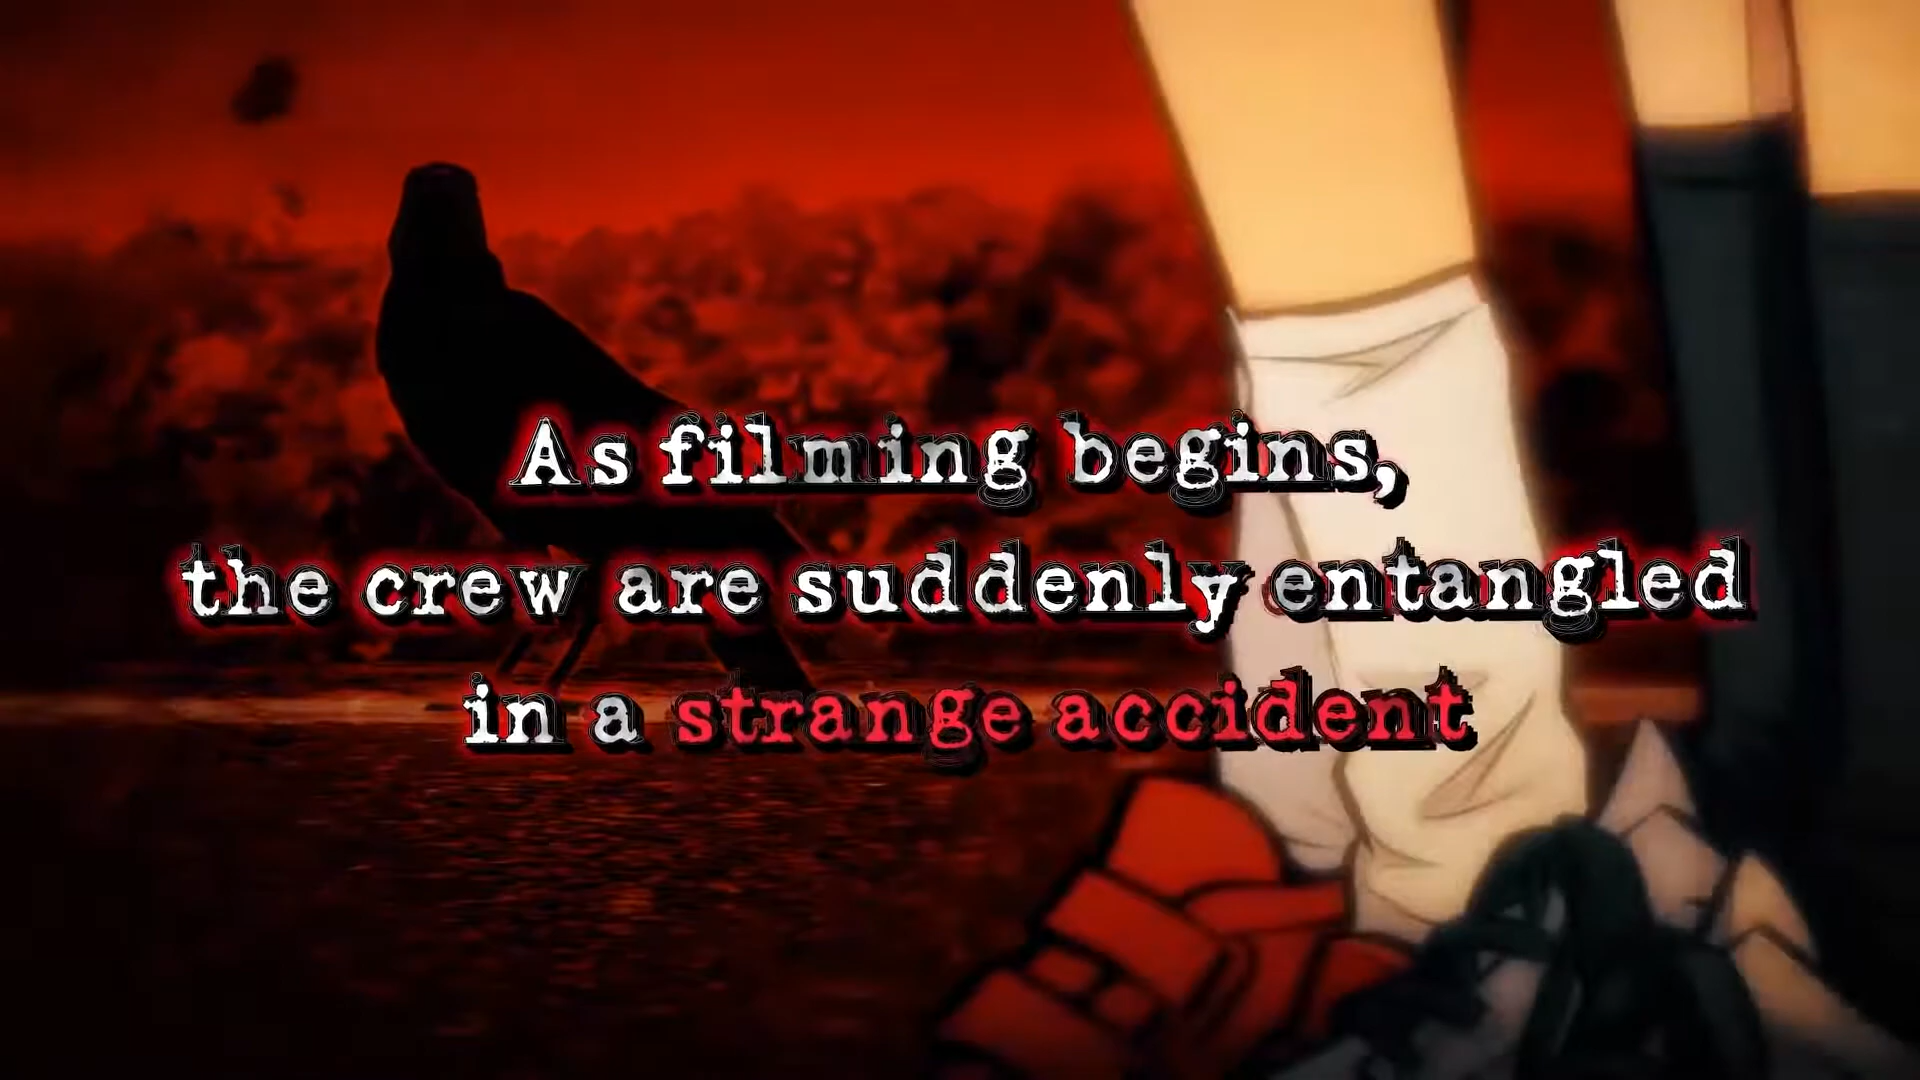 As filming begins,
the crew are suddenly entangled
in a strange accident